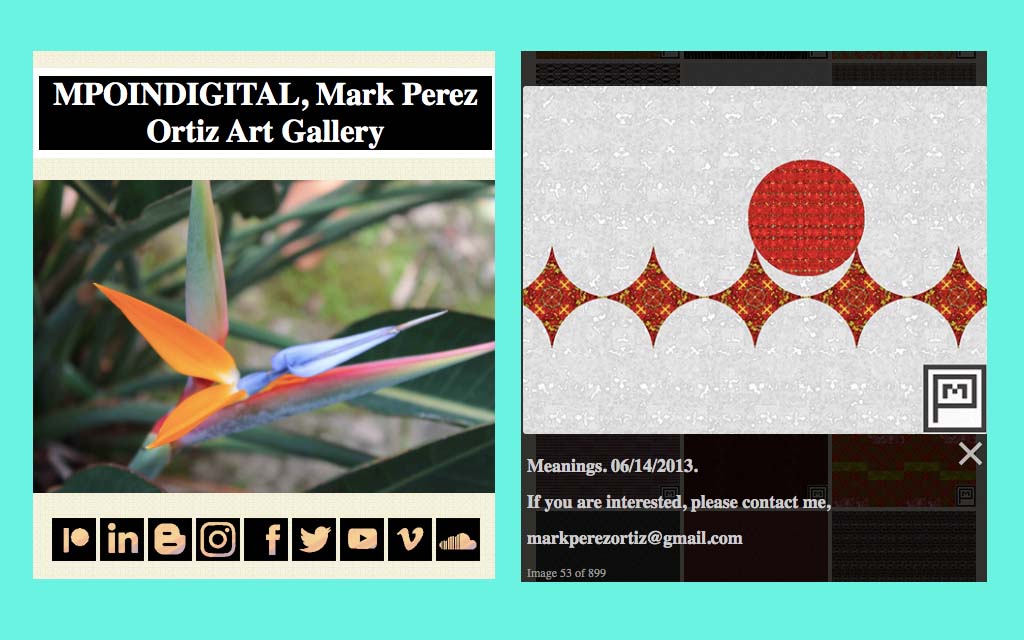 MPOINDIGITAL, Mark Perez
Ortiz Art Gallery
Meanings. 06/14/2013.
If you are interested, please contact me,
markperezortiz@gmail.com
Image 53 of 899